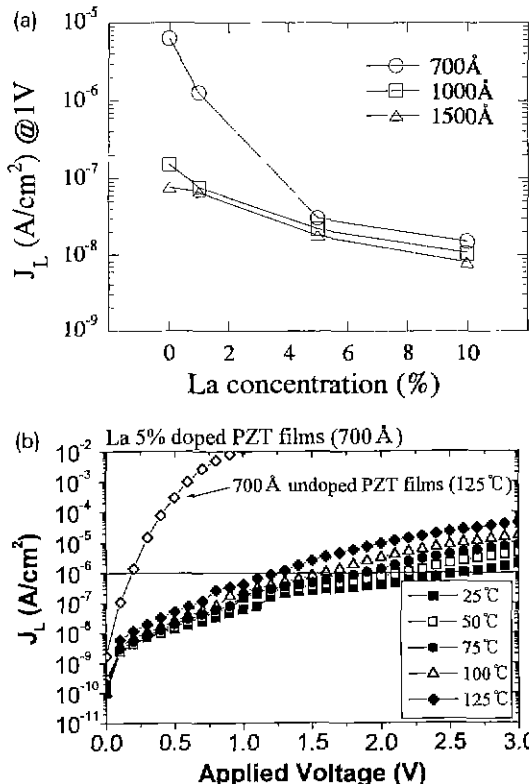 (a)
10^-5
10^-6
10^-7
10^-8
10^-9
J_L (A/cm^2) @1V
700Å
1000Å
1500Å
0 2 4 6 8 10
La concentration (%)
(b)
La 5% doped PZT films (700Å)
10^-2
10^-3
10^-4
10^-5
10^-6
10^-7
10^-8
10^-9
10^-10
10^-11
J_L (A/cm^2)
700Å undoped PZT films (125℃)
25℃
50℃
75℃
100℃
125℃
0.0 0.5 1.0 1.5 2.0 2.5 3.0
Applied Voltage (V)